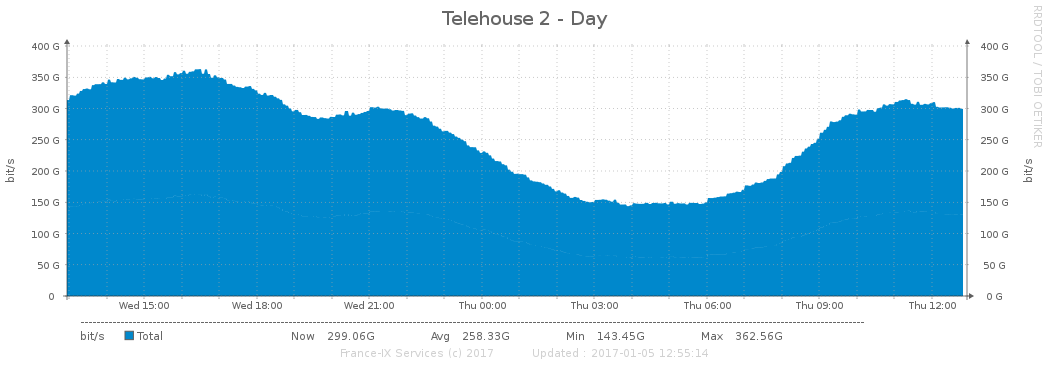 Telehouse 2 - Day
RRDTOOL / TOBI OETIKER
400 G 400 G
350 G 350 G
300 G 300 G
250 G 250 G
200 G 200 G
150 G 150 G
100 G 100 G
50 G 50 G
0 0 G
bit/s bit/s
Wed 15:00 Wed 18:00 Wed 21:00 Thu 00:00 Thu 03:00 Thu 06:00 Thu 09:00 Thu 12:00
bit/s Total Now 299.06G Avg 258.33G Min 143.45G Max 362.56G
France-IX Services (c) 2017 Updated : 2017-01-05 12:55:14